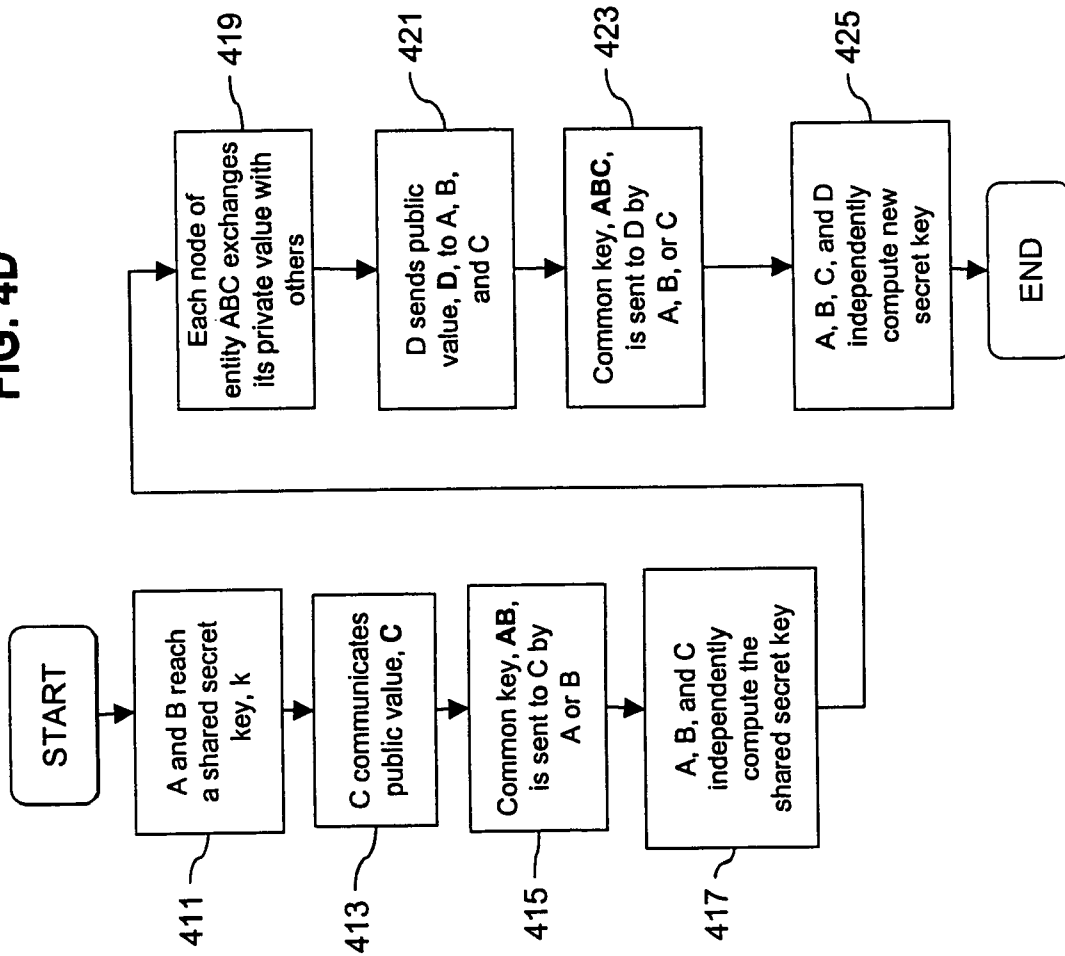 FIG. 4D
START
A and B reach
a shared secret
key, k
411
C communicates
public value, C
413
Common key, AB,
is sent to C by
A or B
415
A, B, and C
independently
compute the
shared secret key
417
Each node of
entity ABC exchanges
its private value with
others
419
D sends public
value, D, to A, B,
and C
421
Common key, ABC,
is sent to D by
A, B, or C
423
A, B, C, and D
independently
compute new
secret key
425
END